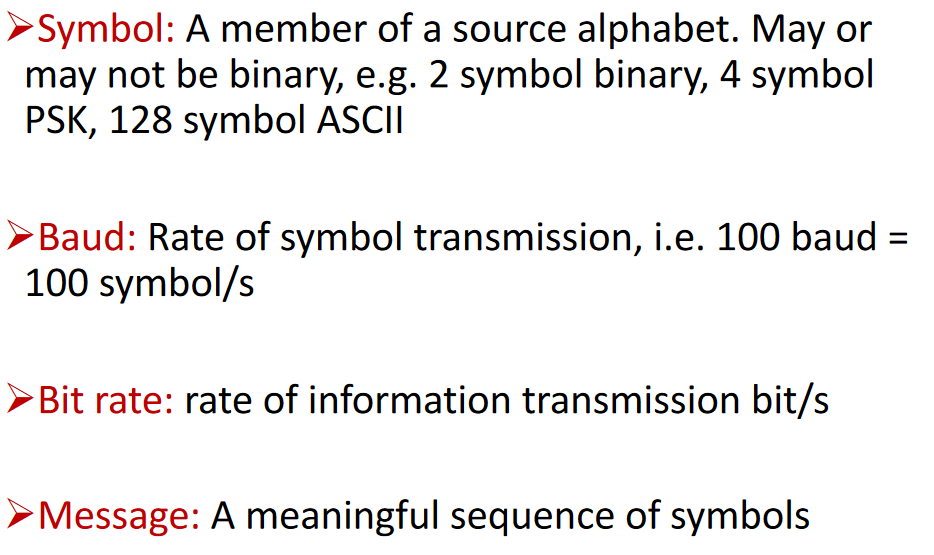 ➢Symbol: A member of a source alphabet. May or
may not be binary, e.g. 2 symbol binary, 4 symbol
PSK, 128 symbol ASCII
➢Baud: Rate of symbol transmission, i.e. 100 baud =
100 symbol/s
➢Bit rate: rate of information transmission bit/s
➢Message: A meaningful sequence of symbols